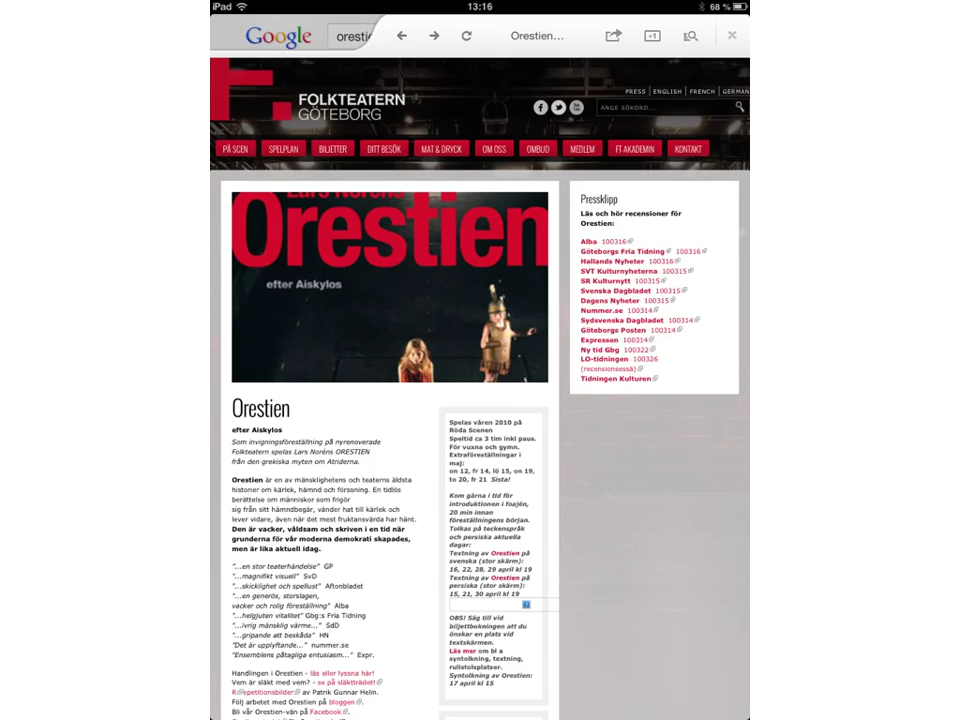 iPad
13:16
68 %
Google
orestie
Orestien...
+1
PRESS | ENGLISH | FRENCH | GERMAN
FOLKTEATERN
GÖTEBORG
ANGE SÖKORD...
PÅ SCEN
SPELPLAN
BILJETTER
DITT BESÖK
MAT & DRYCK
OM OSS
OMBUD
MEDLEM
FT-AKADEMIN
KONTAKT
Lars Noréns
Orestien
efter Aiskylos
Orestien
efter Aiskylos
Som invigningsföreställning på nyrenoverade
Folkteatern spelas Lars Noréns ORESTIEN
från den grekiska myten om Atriderna.
Orestien är en av mänsklighetens och teaterns äldsta
historier om kärlek, hämnd och försoning. En tidlös
berättelse om människor som frigör
sig från sitt hämndbegär, vänder hat till kärlek och
lever vidare, även när det mest fruktansvärda har hänt.
Den är vacker, våldsam och skriven i en tid när
grunderna för vår moderna demokrati skapades,
men är lika aktuell idag.
"...en stor teaterhändelse" GP
"...magnifikt visuell" SvD
"...skicklighet och spellust" Aftonbladet
"...en generös, storslagen,
vacker och rolig föreställning" Alba
"...helgjuten vitalitet" Gbg:s Fria Tidning
"...ivrig mänsklig värme..." SdD
"...gripande att beskåda" HN
"Det är upplyftande..." nummer.se
"Ensemblens påtagliga entusiasm..." Expr.
Handlingen i Orestien - läs eller lyssna här!
Vem är släkt med vem? - se på släktträdet!
Repetitionsbilder av Patrik Gunnar Helin.
Följ arbetet med Orestien på bloggen.
Bli vår Orestien-vän på Facebook.
Spelas våren 2010 på
Röda Scenen
Speltid ca 3 tim inkl paus.
För vuxna och gymn.
Extraföreställningar i
maj:
on 12, fr 14, lö 15, on 19,
to 20, fr 21 Sista!
Kom gärna i tid för
introduktionen i foajén,
20 min innan
föreställningens början.
Tolkas på teckenspråk
och persiska aktuella
dagar:
Textning av Orestien på
svenska (stor skärm):
16, 22, 28, 29 april kl 19
Textning av Orestien på
persiska (stor skärm):
15, 21, 30 april kl 19
OBS! Säg till vid
biljettbokningen att du
önskar en plats vid
textskärmen.
Läs mer om bl a
syntolkning, textning,
rullstolsplatser.
Syntolkning av Orestien:
17 april kl 15
Pressklipp
Läs och hör recensioner för
Orestien:
Alba 100316
Göteborgs Fria Tidning 100316
Hallands Nyheter 100316
SVT Kulturnyheterna 100315
SR Kulturnytt 100315
Svenska Dagbladet 100315
Dagens Nyheter 100315
Nummer.se 100314
Sydsvenska Dagbladet 100314
Göteborgs Posten 100314
Expressen 100314
Ny tid Gbg 100322
LO-tidningen 100326
(recensionsessä)
Tidningen Kulturen